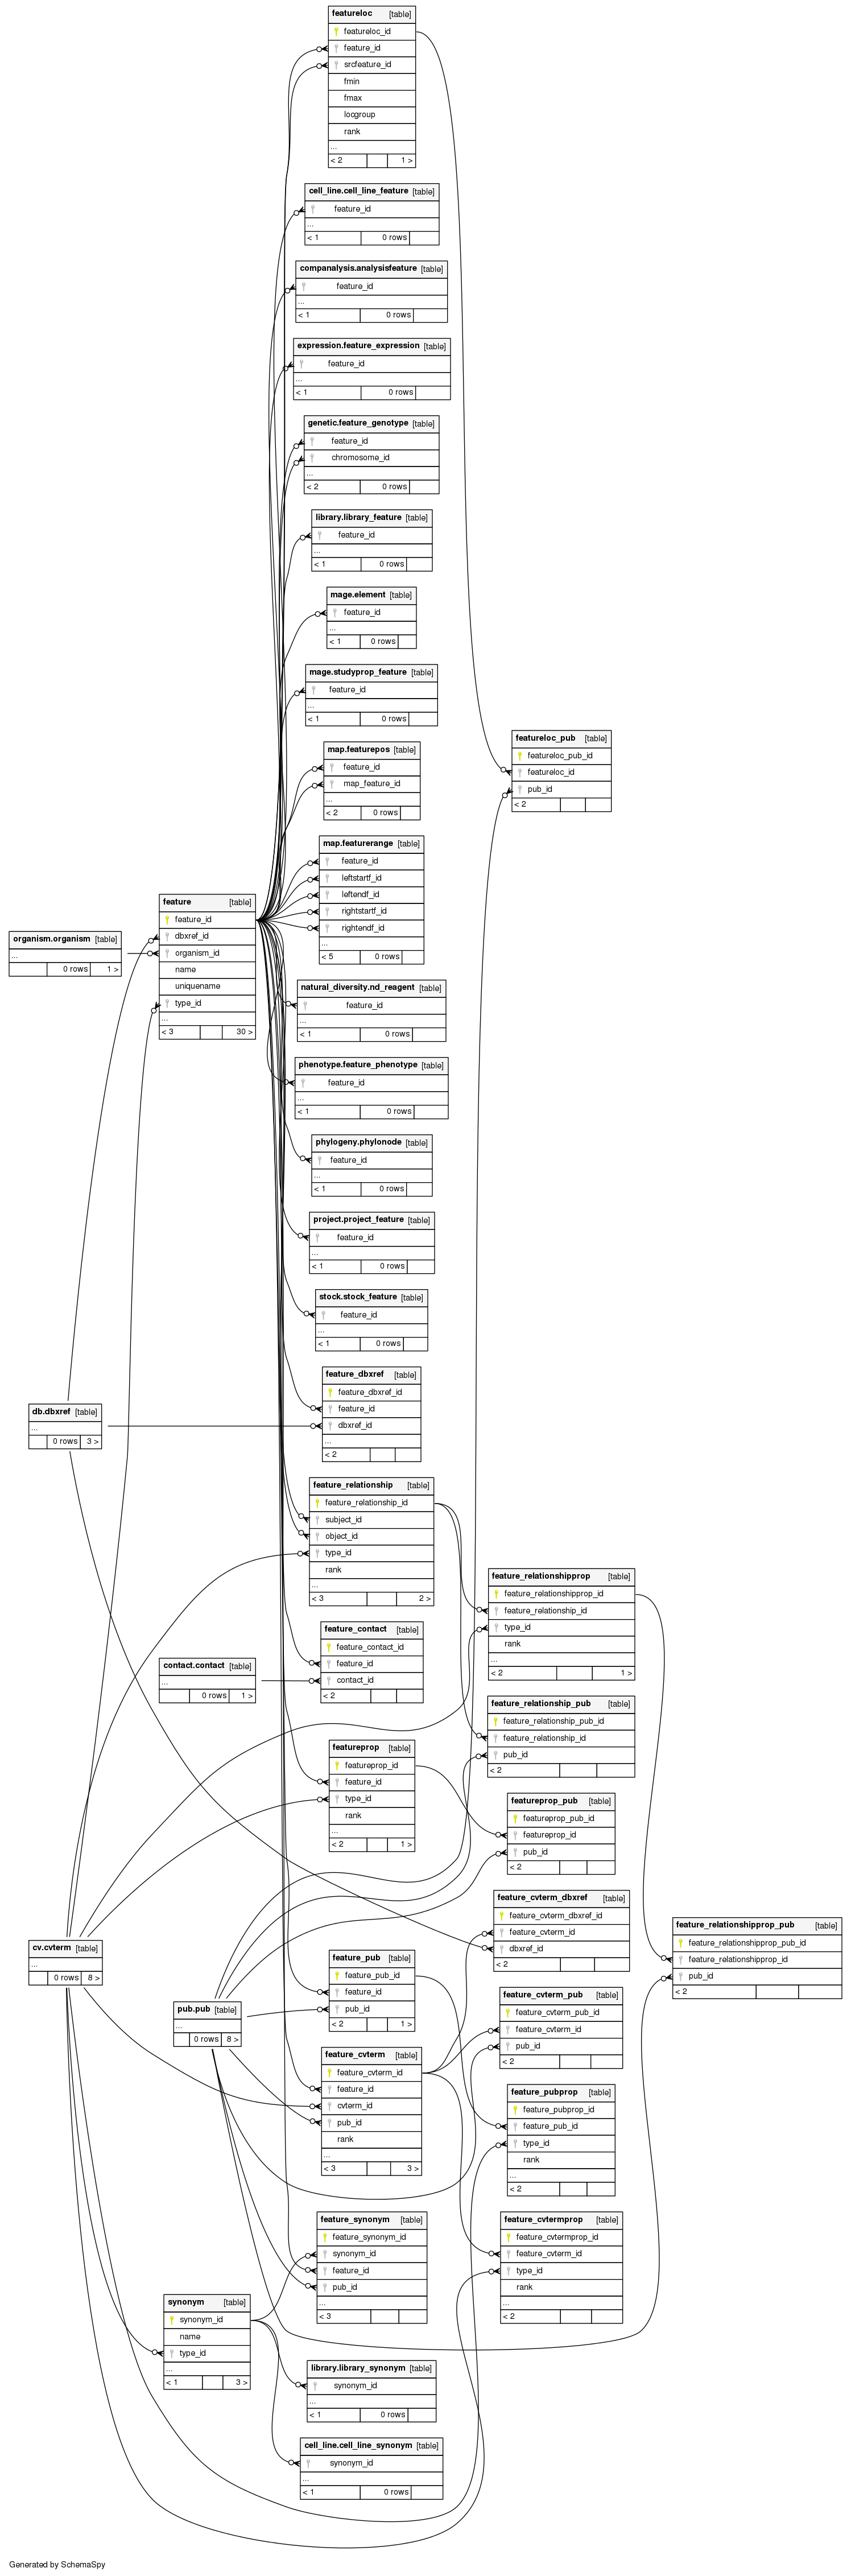 featureloc [table]
featureloc_id
feature_id
srcfeature_id
fmin
fmax
locgroup
rank
...
< 2 1 >
cell_line.cell_line_feature [table]
feature_id
...
< 1 0 rows
companalysis.analysisfeature [table]
feature_id
...
< 1 0 rows
expression.feature_expression [table]
feature_id
...
< 1 0 rows
genetic.feature_genotype [table]
feature_id
chromosome_id
...
< 2 0 rows
library.library_feature [table]
feature_id
...
< 1 0 rows
mage.element [table]
feature_id
...
< 1 0 rows
mage.studyprop_feature [table]
feature_id
...
< 1 0 rows
map.featurepos [table]
feature_id
map_feature_id
...
< 2 0 rows
featureloc_pub [table]
featureloc_pub_id
featureloc_id
pub_id
< 2
map.featurerange [table]
feature_id
leftstartf_id
leftendf_id
rightstartf_id
rightendf_id
...
< 5 0 rows
feature [table]
feature_id
dbxref_id
organism_id
name
uniquename
type_id
...
< 3 30 >
organism.organism [table]
...
0 rows 1 >
natural_diversity.nd_reagent [table]
feature_id
...
< 1 0 rows
phenotype.feature_phenotype [table]
feature_id
...
< 1 0 rows
phylogeny.phylonode [table]
feature_id
...
< 1 0 rows
project.project_feature [table]
feature_id
...
< 1 0 rows
stock.stock_feature [table]
feature_id
...
< 1 0 rows
feature_dbxref [table]
feature_dbxref_id
feature_id
dbxref_id
...
< 2
db.dbxref [table]
...
0 rows 3 >
feature_relationship [table]
feature_relationship_id
subject_id
object_id
type_id
rank
...
< 3 2 >
feature_relationshipprop [table]
feature_relationshipprop_id
feature_relationship_id
type_id
rank
...
< 2 1 >
feature_contact [table]
feature_contact_id
feature_id
contact_id
< 2
contact.contact [table]
...
0 rows 1 >
feature_relationship_pub [table]
feature_relationship_pub_id
feature_relationship_id
pub_id
< 2
featureprop [table]
featureprop_id
feature_id
type_id
rank
...
< 2 1 >
featureprop_pub [table]
featureprop_pub_id
featureprop_id
pub_id
< 2
feature_cvterm_dbxref [table]
feature_cvterm_dbxref_id
feature_cvterm_id
dbxref_id
< 2
feature_relationshipprop_pub [table]
feature_relationshipprop_pub_id
feature_relationshipprop_id
pub_id
< 2
cv.cvterm [table]
...
0 rows 8 >
feature_pub [table]
feature_pub_id
feature_id
pub_id
< 2 1 >
pub.pub [table]
...
0 rows 8 >
feature_cvterm_pub [table]
feature_cvterm_pub_id
feature_cvterm_id
pub_id
< 2
feature_cvterm [table]
feature_cvterm_id
feature_id
cvterm_id
pub_id
rank
...
< 3 3 >
feature_pubprop [table]
feature_pubprop_id
feature_pub_id
type_id
rank
...
< 2
feature_synonym [table]
feature_synonym_id
synonym_id
feature_id
pub_id
...
< 3
feature_cvtermprop [table]
feature_cvtermprop_id
feature_cvterm_id
type_id
rank
...
< 2
synonym [table]
synonym_id
name
type_id
...
< 1 3 >
library.library_synonym [table]
synonym_id
...
< 1 0 rows
cell_line.cell_line_synonym [table]
synonym_id
...
< 1 0 rows
Generated by SchemaSpy